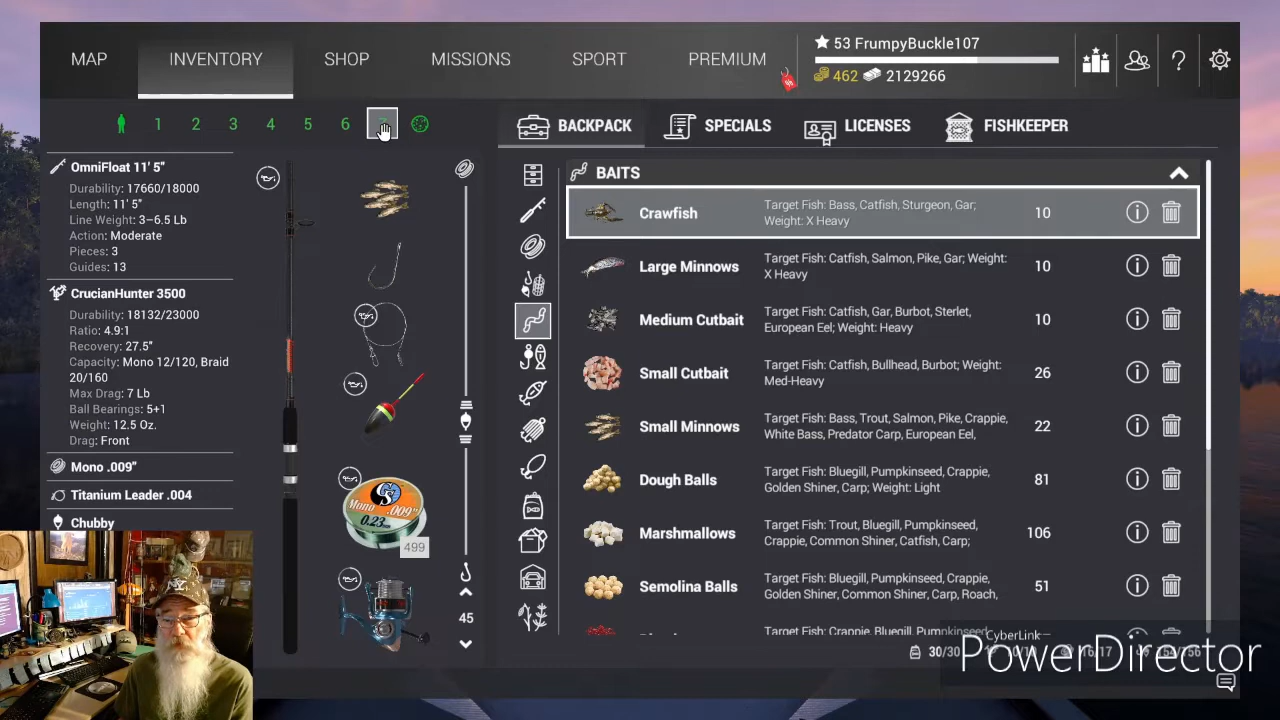 MAP
INVENTORY
SHOP
MISSIONS
SPORT
PREMIUM
53 FrumpyBuckle107
462 2129266
1 2 3 4 5 6
BACKPACK
SPECIALS
LICENSES
FISHKEEPER
OmniFloat 11' 5"
Durability: 17660/18000
Length: 11' 5"
Line Weight: 3–6.5 Lb
Action: Moderate
Pieces: 3
Guides: 13
CrucianHunter 3500
Durability: 18132/23000
Ratio: 4.9:1
Recovery: 27.5"
Capacity: Mono 12/120, Braid
20/160
Max Drag: 7 Lb
Ball Bearings: 5+1
Weight: 12.5 Oz.
Drag: Front
Mono .009"
Titanium Leader .004
Chubby
Mono .009"
0.23
499
45
BAITS
Crawfish
Target Fish: Bass, Catfish, Sturgeon, Gar;
Weight: X Heavy
10
Large Minnows
Target Fish: Catfish, Salmon, Pike, Gar; Weight:
X Heavy
10
Medium Cutbait
Target Fish: Catfish, Gar, Burbot, Sterlet,
European Eel; Weight: Heavy
10
Small Cutbait
Target Fish: Catfish, Bullhead, Burbot; Weight:
Med-Heavy
26
Small Minnows
Target Fish: Bass, Trout, Salmon, Pike, Crappie,
White Bass, Predator Carp, European Eel,
22
Dough Balls
Target Fish: Bluegill, Pumpkinseed, Crappie,
Golden Shiner, Carp; Weight: Light
81
Marshmallows
Target Fish: Trout, Bluegill, Pumpkinseed,
Crappie, Common Shiner, Catfish, Carp;
106
Semolina Balls
Target Fish: Bluegill, Pumpkinseed, Crappie,
Golden Shiner, Common Shiner, Carp, Roach,
51
Target Fish: Crappie, Bluegill, Pumpkinseed,
30/30
CyberLink
PowerDirector